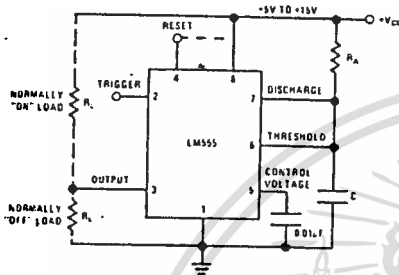 +5V TO +15V
+VCC
RESET
RA
4
8
DISCHARGE
7
TRIGGER
2
NORMALLY
"ON" LOAD
RL
THRESHOLD
6
LM555
CONTROL
VOLTAGE
OUTPUT
3
5
C
NORMALLY
"OFF" LOAD
RL
1
0.01µF